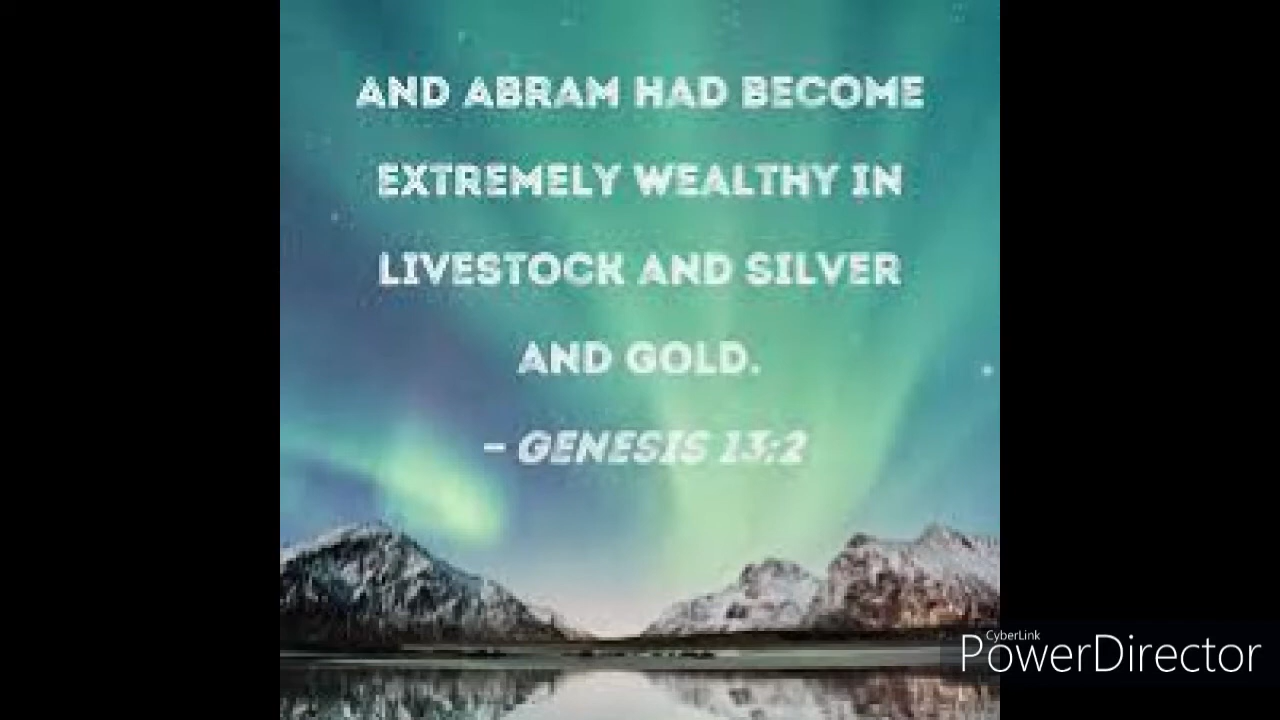 AND ABRAM HAD BECOME
EXTREMELY WEALTHY IN
LIVESTOCK AND SILVER
AND GOLD.
- GENESIS 13:2
CyberLink
PowerDirector